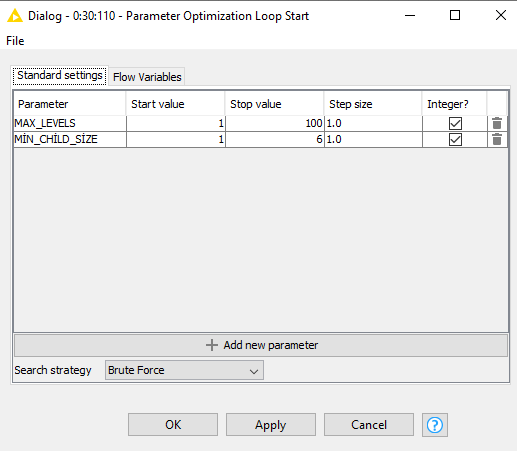 Dialog - 0:30:110 - Parameter Optimization Loop Start
File
Standard settings Flow Variables
Parameter Start value Stop value Step size Integer?
MAX_LEVELS 1 100 1.0
MİN_CHİLD_SİZE 1 6 1.0
Add new parameter
Search strategy Brute Force
OK Apply Cancel ?